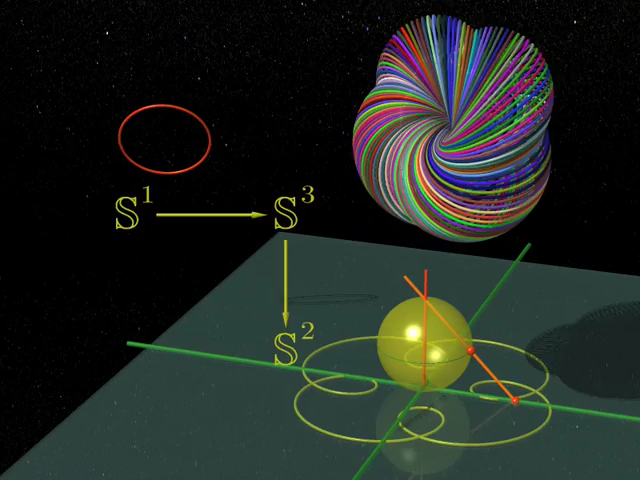 𝕊¹ → 𝕊³
↓
𝕊²